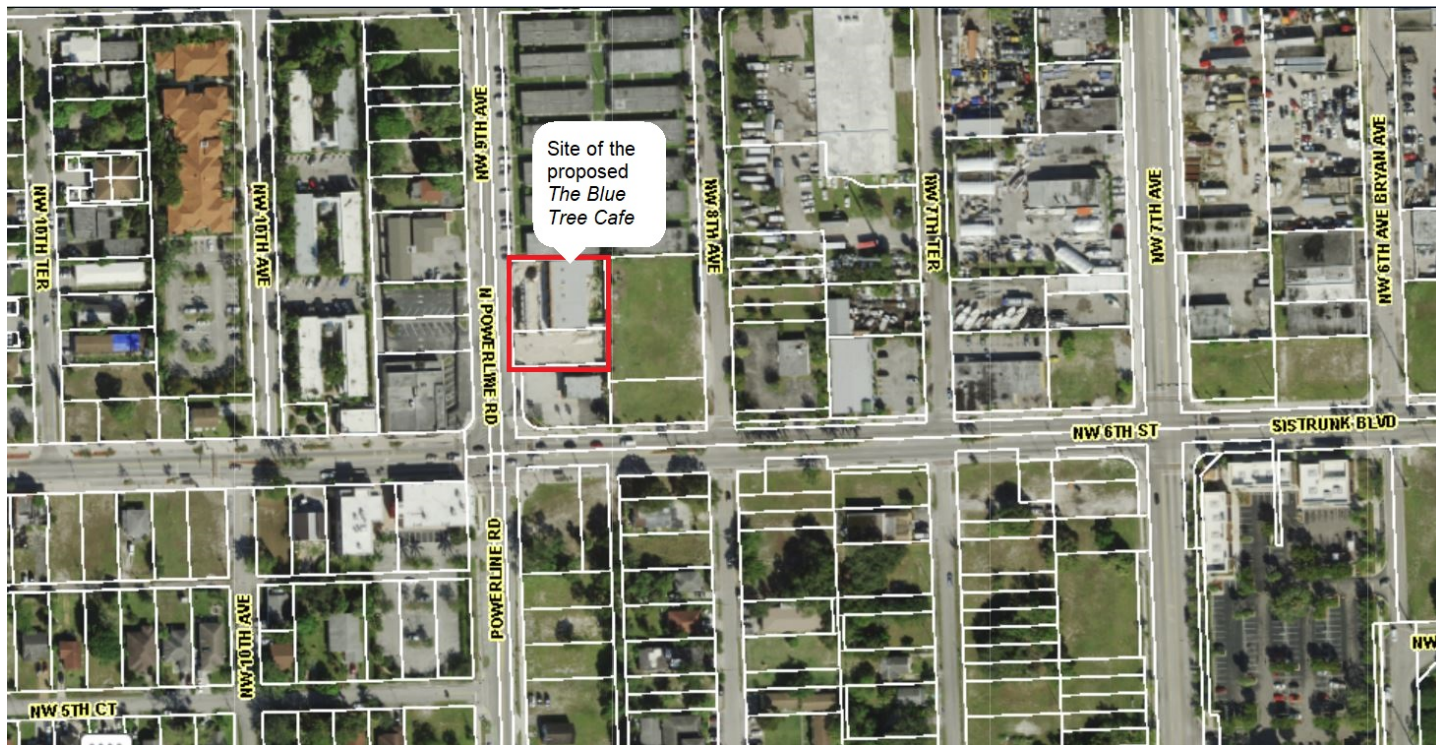 NW 10TH TER
NW 10TH AVE
NW 9TH AVE
N POWERLINE RD
Site of the
proposed
The Blue
Tree Cafe
NW 8TH AVE
NW 7TH TER
NW 7TH AVE
NW 6TH AVE BRYAN AVE
NW 6TH ST
SISTRUNK BLVD
POWERLINE RD
NW 10TH AVE
NW 5TH CT
NW